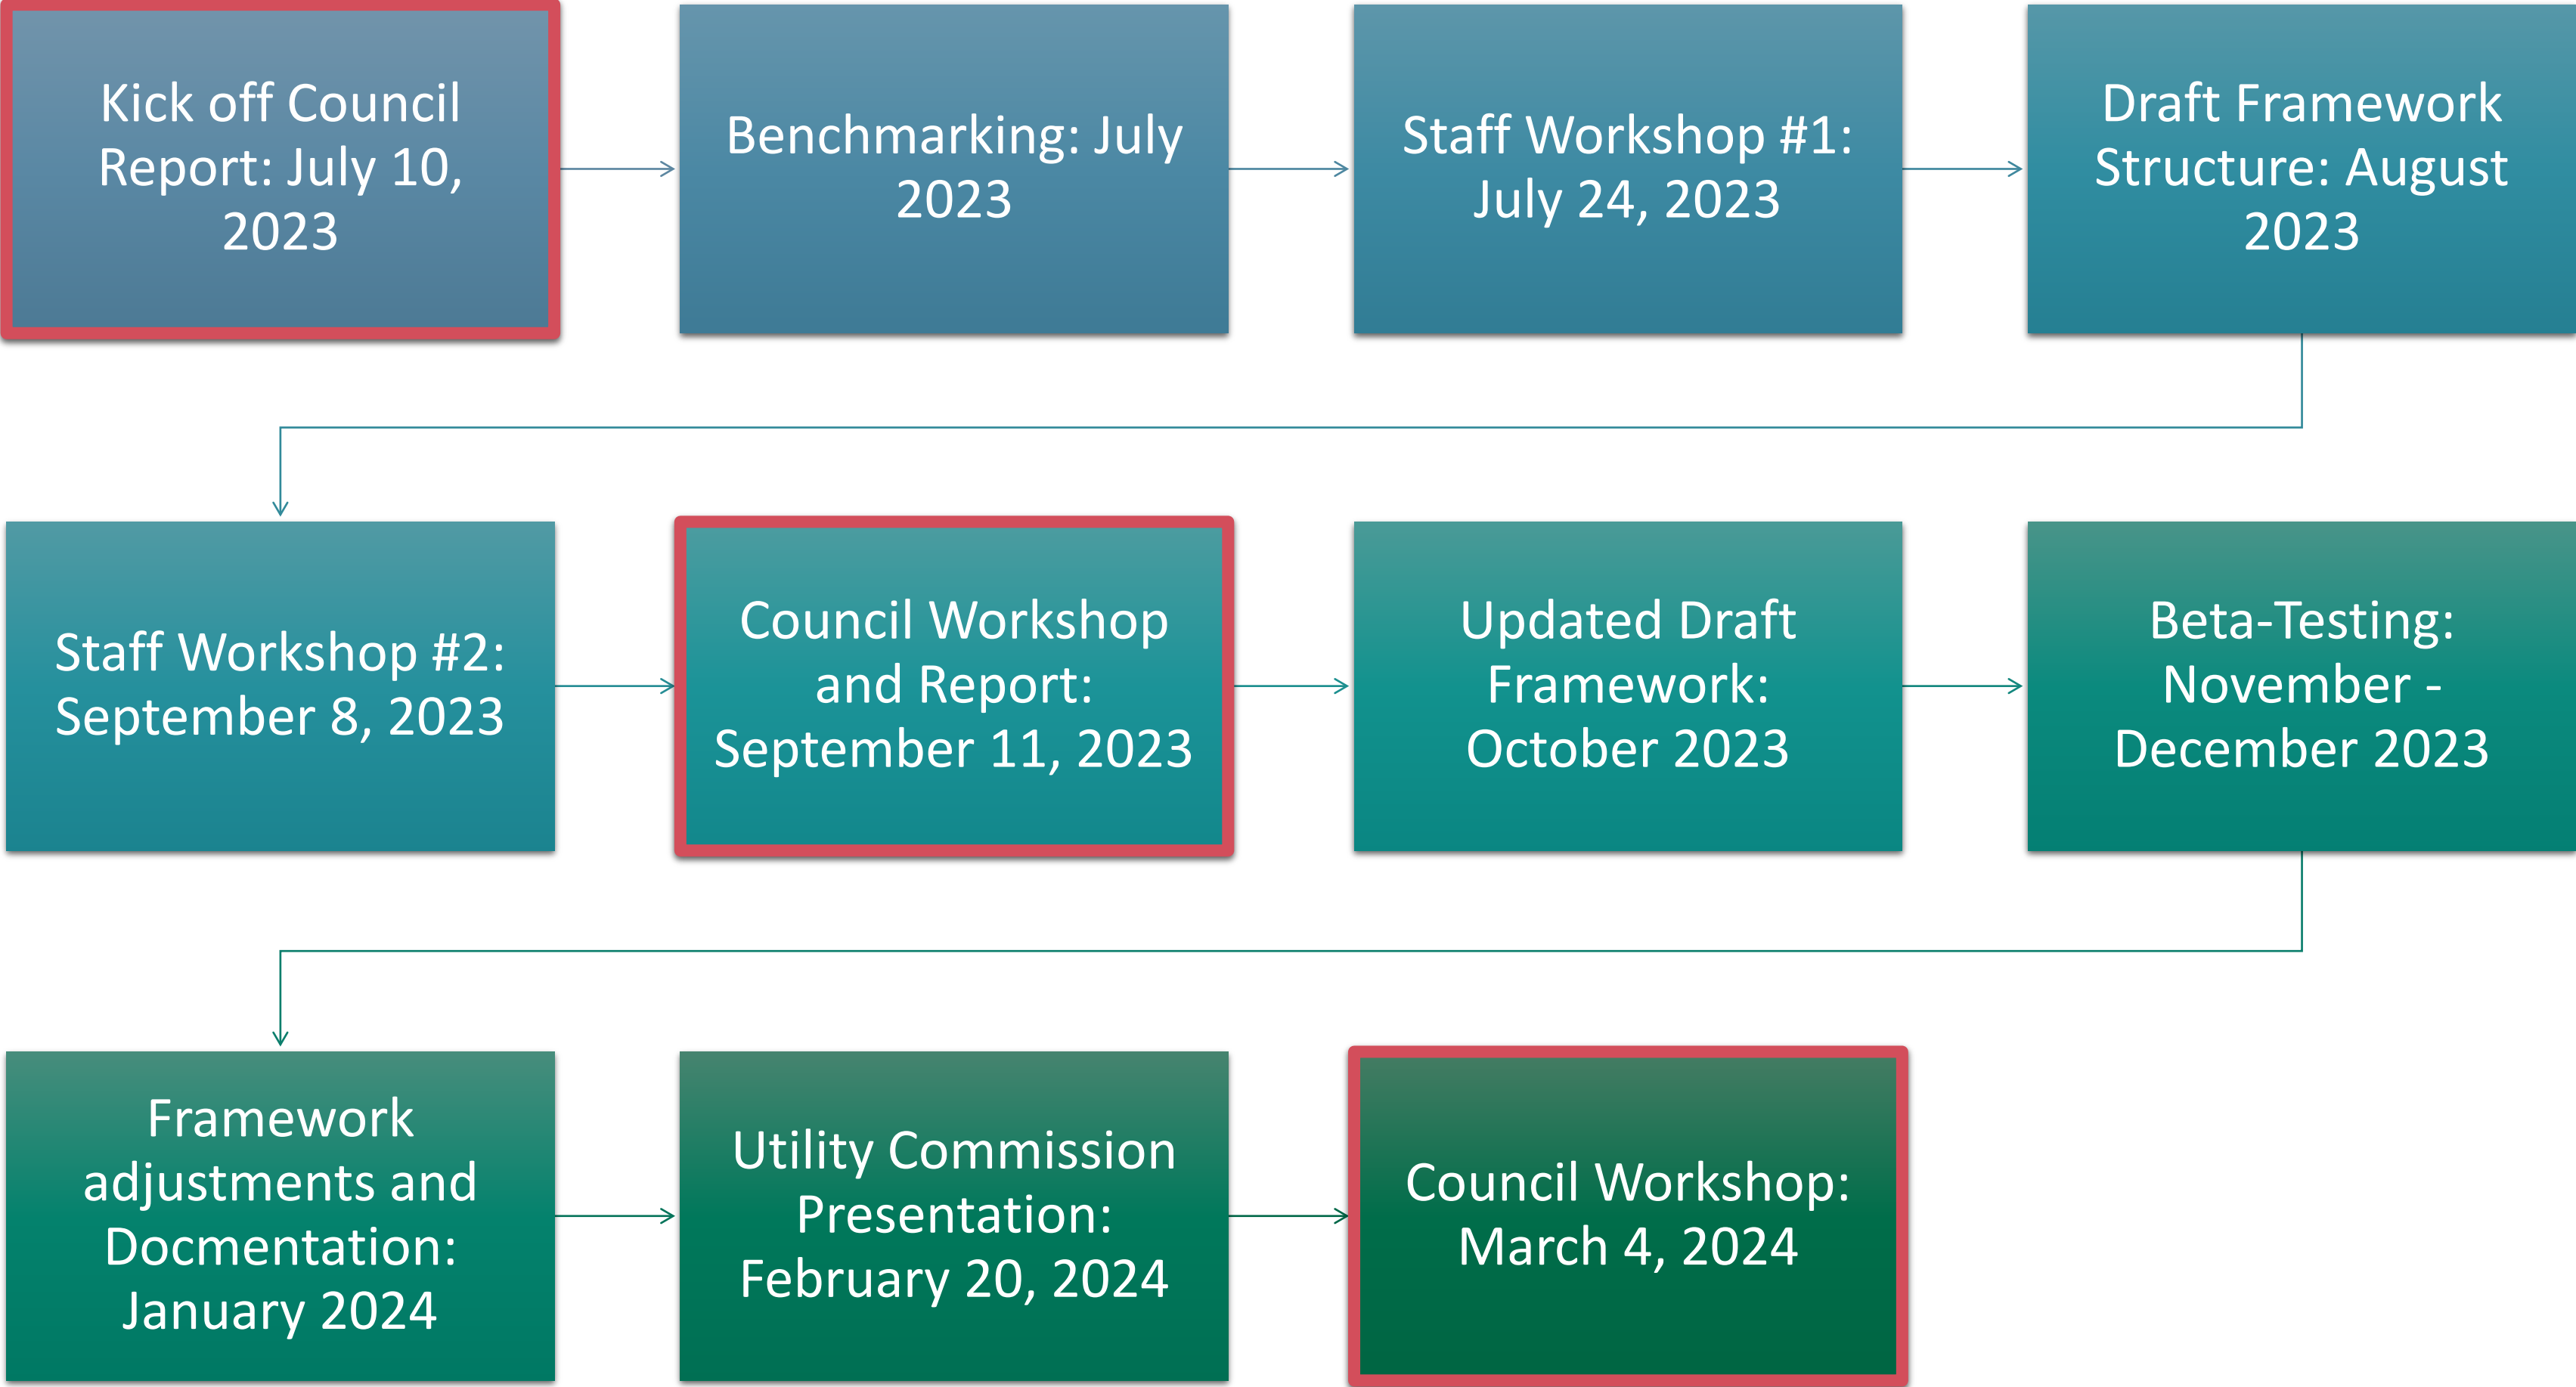 Kick off Council
Report: July 10,
2023
Benchmarking: July
2023
Staff Workshop #1:
July 24, 2023
Draft Framework
Structure: August
2023
Staff Workshop #2:
September 8, 2023
Council Workshop
and Report:
September 11, 2023
Updated Draft
Framework:
October 2023
Beta-Testing:
November -
December 2023
Framework
adjustments and
Docmentation:
January 2024
Utility Commission
Presentation:
February 20, 2024
Council Workshop:
March 4, 2024